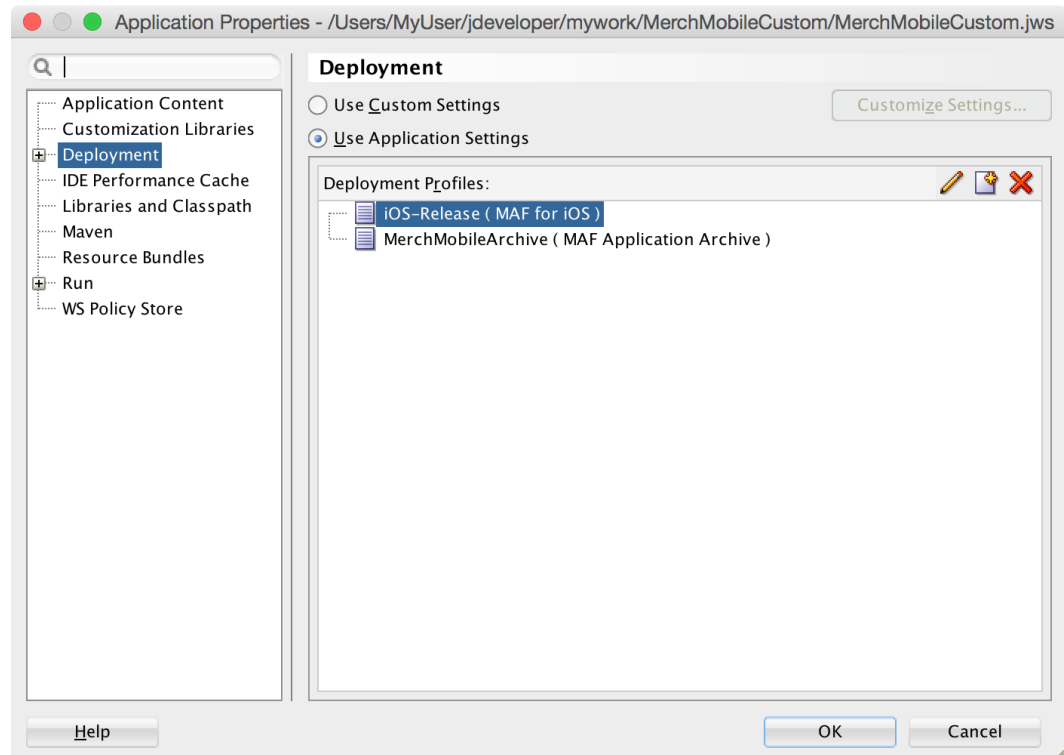 Application Properties - /Users/MyUser/jdeveloper/mywork/MerchMobileCustom/MerchMobileCustom.jws
Application Content
Customization Libraries
Deployment
IDE Performance Cache
Libraries and Classpath
Maven
Resource Bundles
Run
WS Policy Store
Deployment
Use Custom Settings
Customize Settings...
Use Application Settings
Deployment Profiles:
iOS-Release ( MAF for iOS )
MerchMobileArchive ( MAF Application Archive )
Help
OK
Cancel